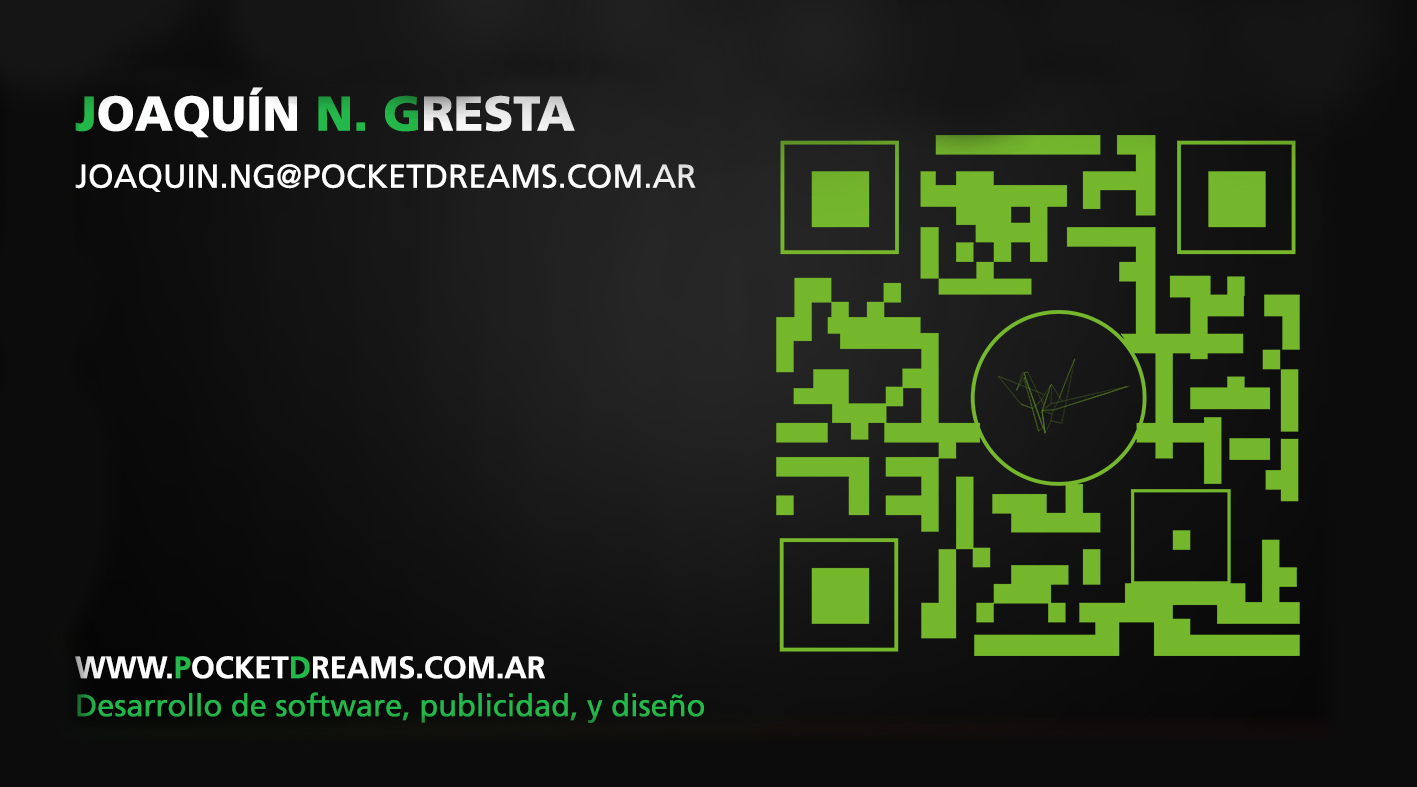 JOAQUÍN N. GRESTA
JOAQUIN.NG@POCKETDREAMS.COM.AR
WWW.POCKETDREAMS.COM.AR
Desarrollo de software, publicidad, y diseño